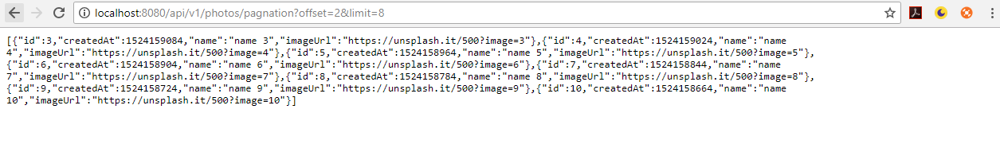 localhost:8080/api/v1/photos/pagnation?offset=2&limit=8
[{"id":3,"createdAt":1524159084,"name":"name 3","imageUrl":"https://unsplash.it/500?image=3"},{"id":4,"createdAt":1524159024,"name":"name
4","imageUrl":"https://unsplash.it/500?image=4"},{"id":5,"createdAt":1524158964,"name":"name 5","imageUrl":"https://unsplash.it/500?image=5"},
{"id":6,"createdAt":1524158904,"name":"name 6","imageUrl":"https://unsplash.it/500?image=6"},{"id":7,"createdAt":1524158844,"name":"name
7","imageUrl":"https://unsplash.it/500?image=7"},{"id":8,"createdAt":1524158784,"name":"name 8","imageUrl":"https://unsplash.it/500?image=8"},
{"id":9,"createdAt":1524158724,"name":"name 9","imageUrl":"https://unsplash.it/500?image=9"},{"id":10,"createdAt":1524158664,"name":"name
10","imageUrl":"https://unsplash.it/500?image=10"}]